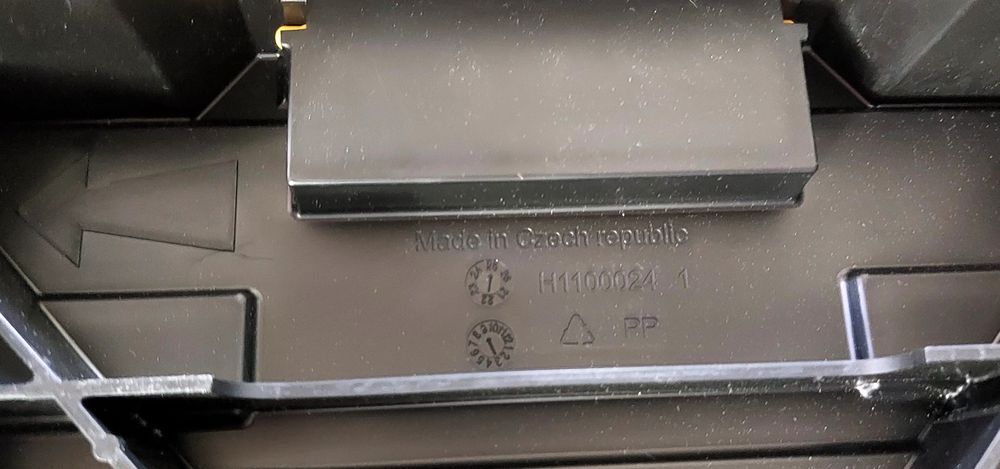 Made in Czech republic
H1100024 1
PP